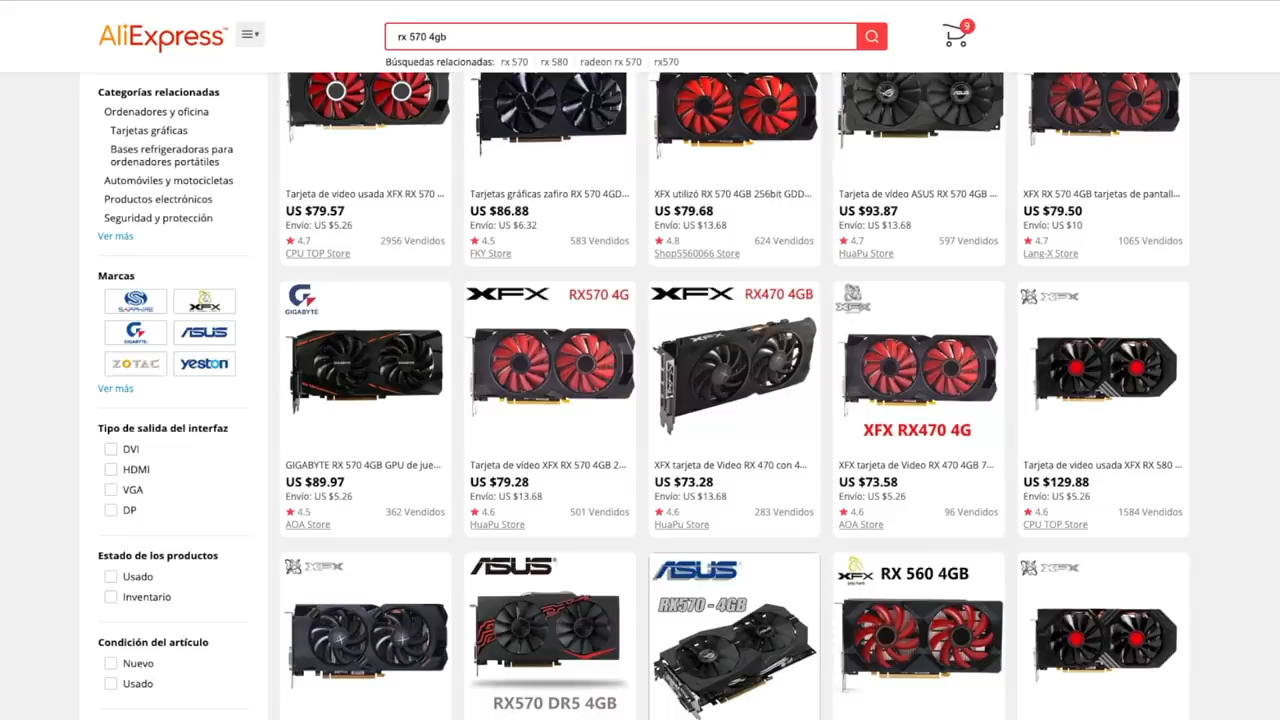 AliExpress™
rx 570 4gb
9
Búsquedas relacionadas: rx 570 rx 580 radeon rx 570 rx570
Categorías relacionadas
Ordenadores y oficina
Tarjetas gráficas
Bases refrigeradoras para
ordenadores portátiles
Automóviles y motocicletas
Productos electrónicos
Seguridad y protección
Ver más
Marcas
SAPPHIRE XFX
GIGABYTE ASUS
ZOTAC yeston
Ver más
Tipo de salida del interfaz
DVI
HDMI
VGA
DP
Estado de los productos
Usado
Inventario
Condición del artículo
Nuevo
Usado
Tarjeta de video usada XFX RX 570 ...
US $79.57
Envío: US $5.26
4.7 2956 Vendidos
CPU TOP Store
Tarjetas gráficas zafiro RX 570 4GD...
US $86.88
Envío: US $6.32
4.5 583 Vendidos
FKY Store
XFX utilizó RX 570 4GB 256bit GDD...
US $79.68
Envío: US $13.68
4.8 624 Vendidos
Shop5560066 Store
ASUS
Tarjeta de vídeo ASUS RX 570 4GB ...
US $93.87
Envío: US $13.68
4.7 597 Vendidos
HuaPu Store
XFX RX 570 4GB tarjetas de pantall...
US $79.50
Envío: US $10
4.7 1065 Vendidos
Lang-X Store
GIGABYTE
GIGABYTE RX 570 4GB GPU de jue...
US $89.97
Envío: US $5.26
4.5 362 Vendidos
AOA Store
XFX RX570 4G
Tarjeta de vídeo XFX RX 570 4GB 2...
US $79.28
Envío: US $13.68
4.6 501 Vendidos
HuaPu Store
XFX RX470 4GB
XFX
XFX tarjeta de Video RX 470 con 4...
US $73.28
Envío: US $13.68
4.6 283 Vendidos
HuaPu Store
XFX
XFX RX470 4G
XFX tarjeta de Video RX 470 4GB 7...
US $73.58
Envío: US $5.26
4.6 96 Vendidos
AOA Store
XFX
Tarjeta de video usada XFX RX 580 ...
US $129.88
Envío: US $5.26
4.6 1584 Vendidos
CPU TOP Store
XFX
ASUS
RX570 DR5 4GB
ASUS
RX570-4GB
XFX RX 560 4GB
XFX